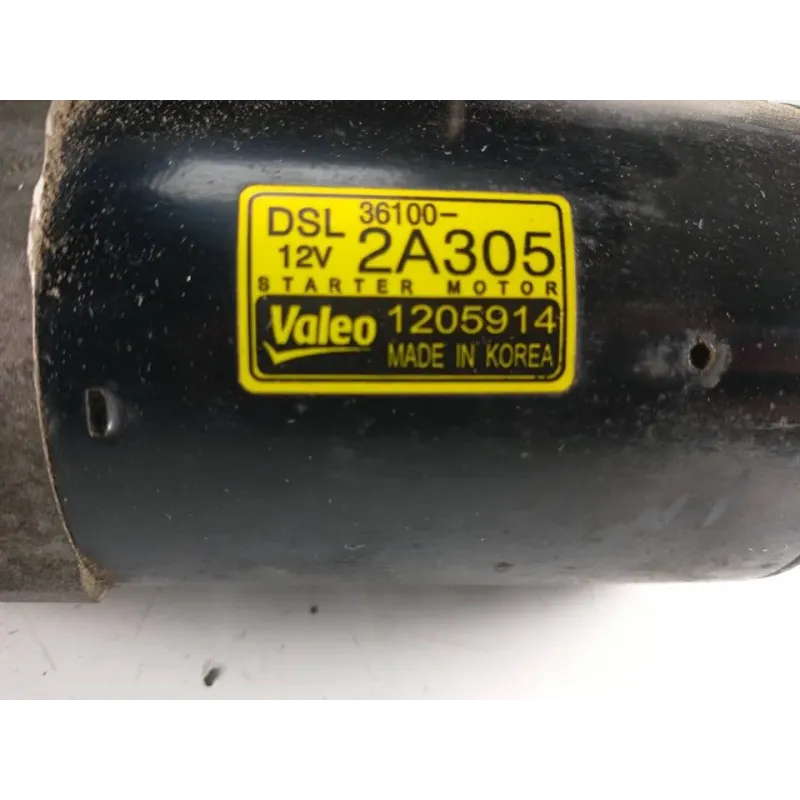 DSL 36100-
12V 2A305
STARTER MOTOR
Valeo 1205914
MADE IN KOREA